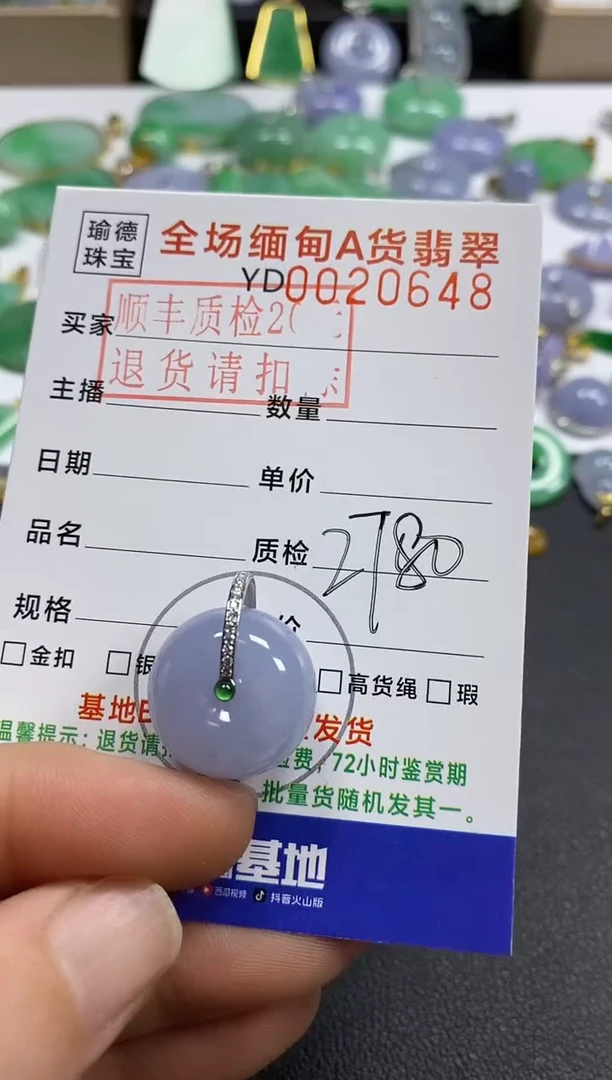 瑜德
珠宝
全场缅甸A货翡翠
YD0020648
买家
顺丰质检2
退货请扣
主播 数量
日期 单价
品名 质检 2780
规格 价
金扣 银 高货绳 瑕
基地 发货
温馨提示：退货请 费，72小时鉴赏期
批量货随机发其一。
基地
西瓜视频 抖音火山版